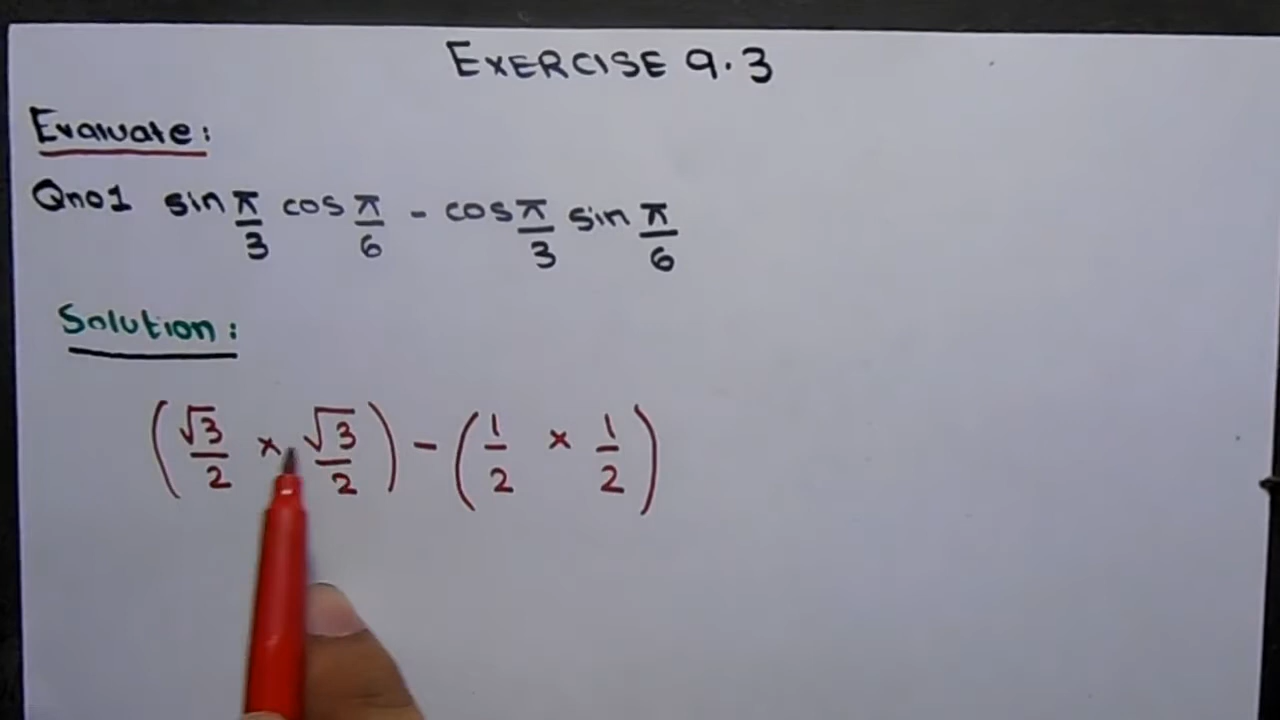 EXERCISE 9.3
Evaluate:
Qno1 sin π/3 cos π/6 - cos π/3 sin π/6
Solution:
(√3/2 × √3/2) - (1/2 × 1/2)